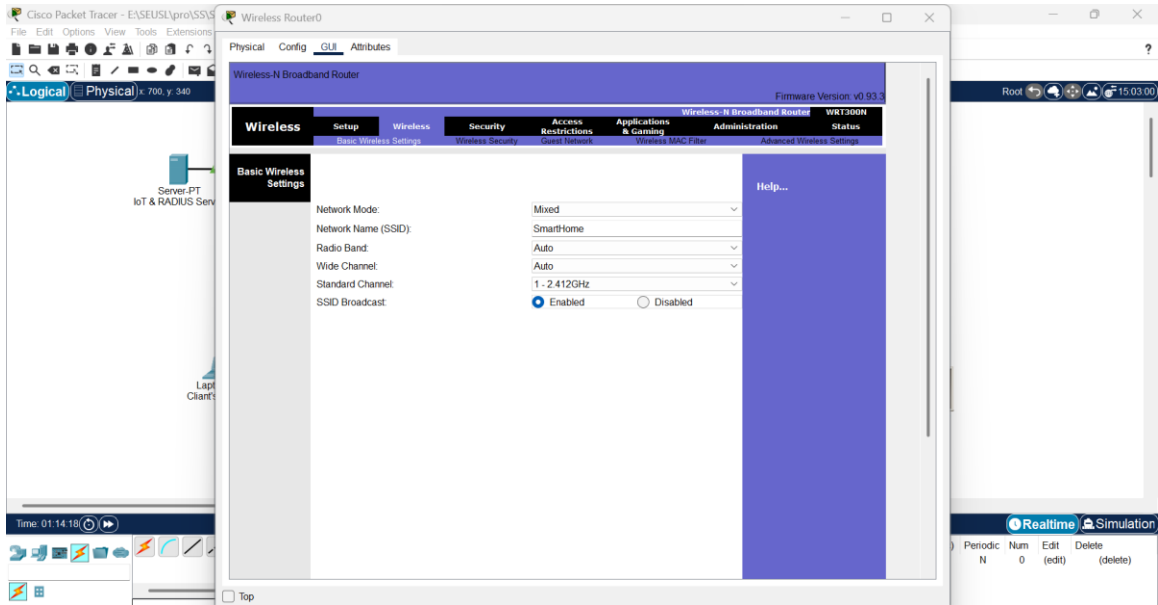 Cisco Packet Tracer - E:\SEUSL\pro\SS\S
File Edit Options View Tools Extensions
Logical Physical x: 700, y: 340
Root 15:03:00
?
Server-PT
IoT & RADIUS Serv
Lapt
Cliant's
Time: 01:14:18
Realtime Simulation
Periodic Num Edit Delete
N 0 (edit) (delete)
Wireless Router0
Physical Config GUI Attributes
Wireless-N Broadband Router
Firmware Version: v0.93.3
Wireless-N Broadband Router WRT300N
Wireless
Setup Wireless Security Access Restrictions Applications & Gaming Administration Status
Basic Wireless Settings Wireless Security Guest Network Wireless MAC Filter Advanced Wireless Settings
Basic Wireless
Settings
Help...
Network Mode: Mixed
Network Name (SSID): SmartHome
Radio Band: Auto
Wide Channel: Auto
Standard Channel: 1 - 2.412GHz
SSID Broadcast: Enabled Disabled
Top